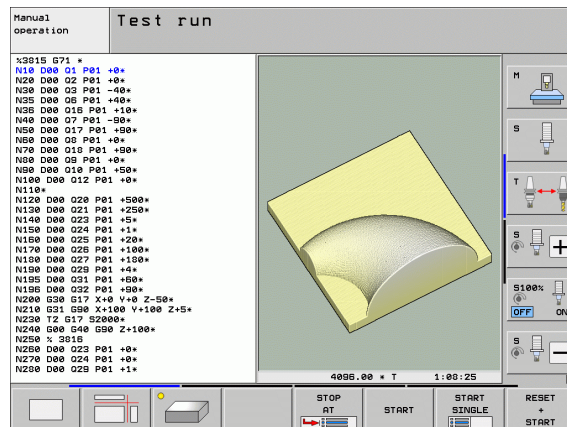 Manual
operation
Test run
%3815 G71 *
N10 D00 Q1 P01 +0*
N20 D00 Q2 P01 +0*
N30 D00 Q3 P01 -40*
N35 D00 Q6 P01 +40*
N36 D00 Q16 P01 +10*
N40 D00 Q7 P01 -90*
N50 D00 Q17 P01 +90*
N60 D00 Q8 P01 +0*
N70 D00 Q18 P01 +90*
N80 D00 Q9 P01 +0*
N90 D00 Q10 P01 +50*
N100 D00 Q12 P01 +0*
N110*
N120 D00 Q20 P01 +500*
N130 D00 Q21 P01 +250*
N140 D00 Q23 P01 +5*
N150 D00 Q24 P01 +1*
N160 D00 Q25 P01 +20*
N170 D00 Q26 P01 +100*
N180 D00 Q27 P01 +180*
N190 D00 Q29 P01 +4*
N195 D00 Q31 P01 +60*
N196 D00 Q32 P01 +90*
N200 G30 G17 X+0 Y+0 Z-50*
N210 G31 G90 X+100 Y+100 Z+5*
N230 T2 G17 S2000*
N240 G00 G40 G90 Z+100*
N250 % 3816
N260 D00 Q23 P01 +0*
N270 D00 Q24 P01 +0*
N280 D00 Q29 P01 +1*
4096.00 * T 1:08:25
M
S
T
S
+
S100%
OFF ON
S
-
STOP
AT
START
START
SINGLE
RESET
+
START